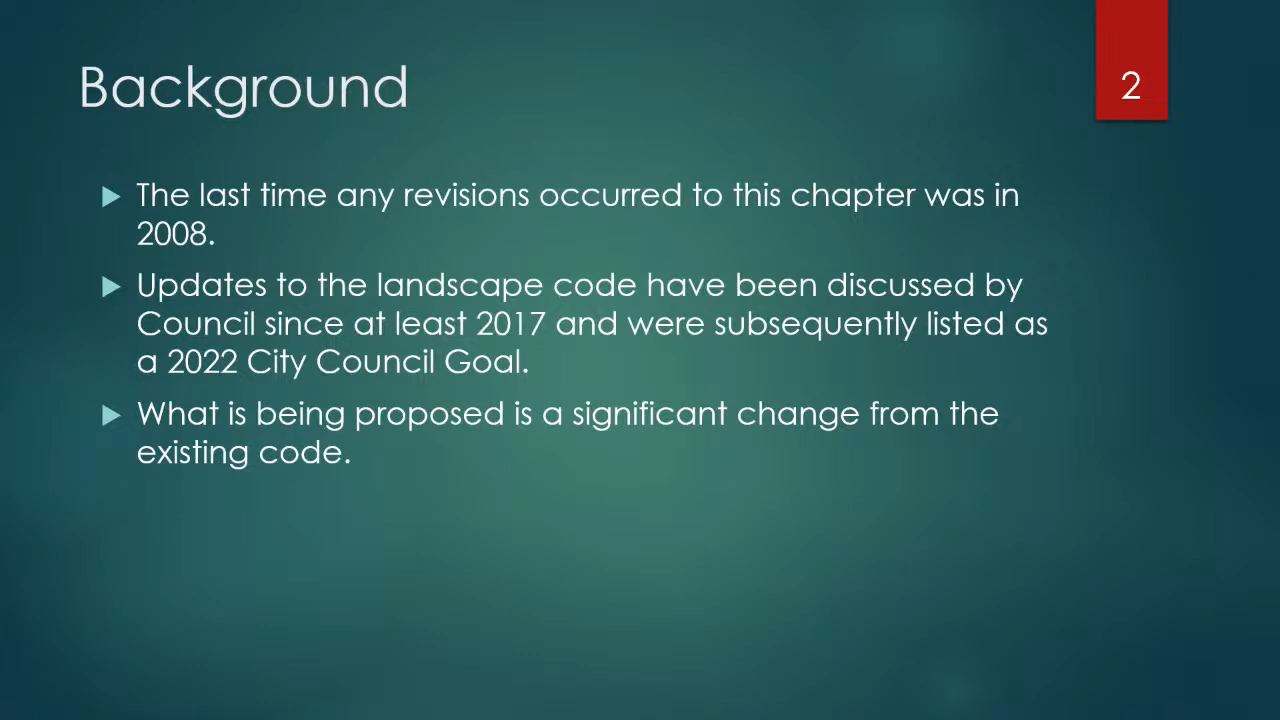 Background
2
The last time any revisions occurred to this chapter was in
2008.
Updates to the landscape code have been discussed by
Council since at least 2017 and were subsequently listed as
a 2022 City Council Goal.
What is being proposed is a significant change from the
existing code.